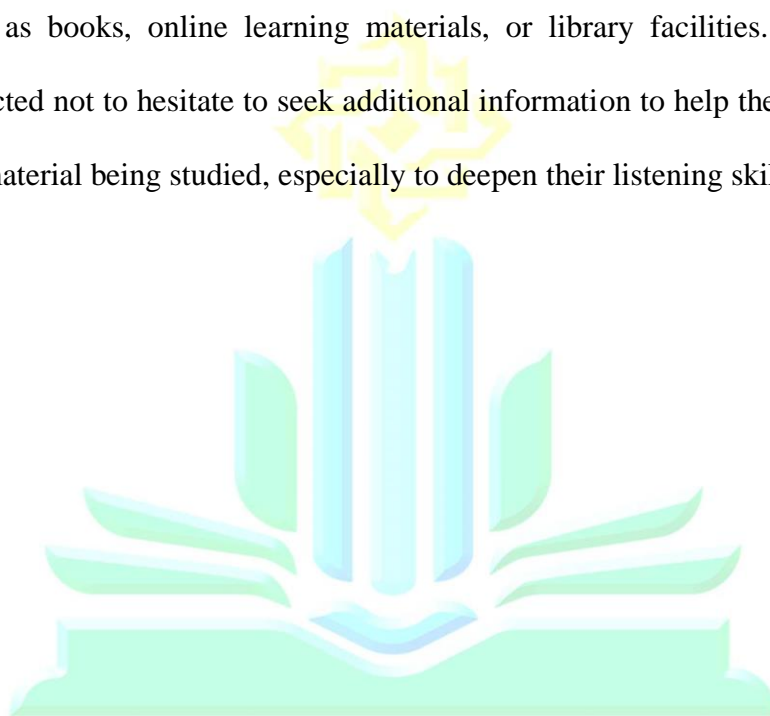 as books, online learning materials, or library facilities.
cted not to hesitate to seek additional information to help the
aterial being studied, especially to deepen their listening skil